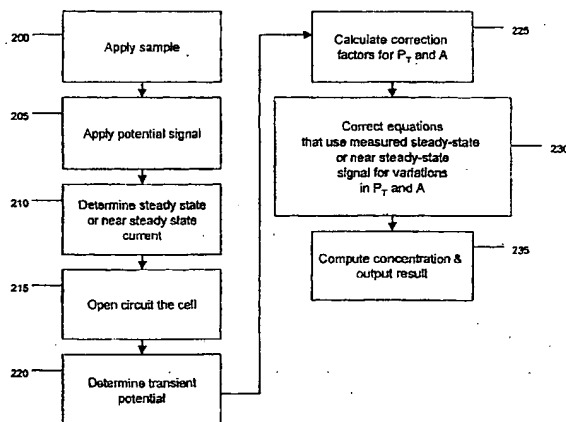 200
Apply sample
205
Apply potential signal
210
Determine steady state
or near steady state
current
215
Open circuit the cell
220
Determine transient
potential
225
Calculate correction
factors for PT and A
230
Correct equations
that use measured steady-state
or near steady-state
signal for variations
in PT and A
235
Compute concentration &
output result